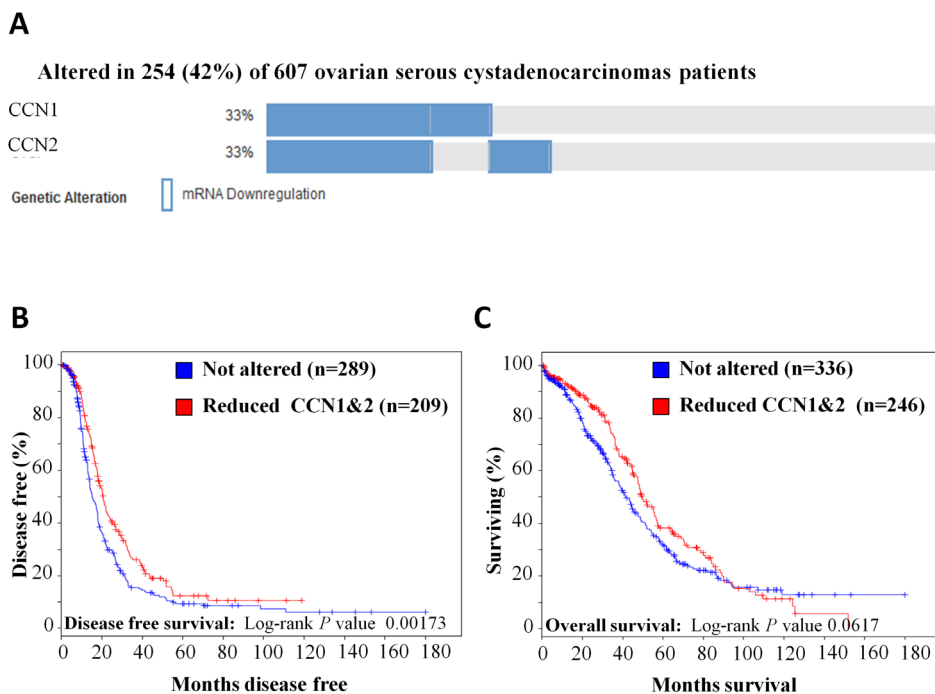 A
Altered in 254 (42%) of 607 ovarian serous cystadenocarcinomas patients
CCN1 33%
CCN2 33%
Genetic Alteration mRNA Downregulation
B
Disease free (%)
100
80
60
40
20
0
Not altered (n=289)
Reduced CCN1&2 (n=209)
Disease free survival: Log-rank P value 0.00173
0 20 40 60 80 100 120 140 160 180
Months disease free
C
Surviving (%)
100
80
60
40
20
0
Not altered (n=336)
Reduced CCN1&2 (n=246)
Overall survival: Log-rank P value 0.0617
0 20 40 60 80 100 120 140 160 180
Months survival